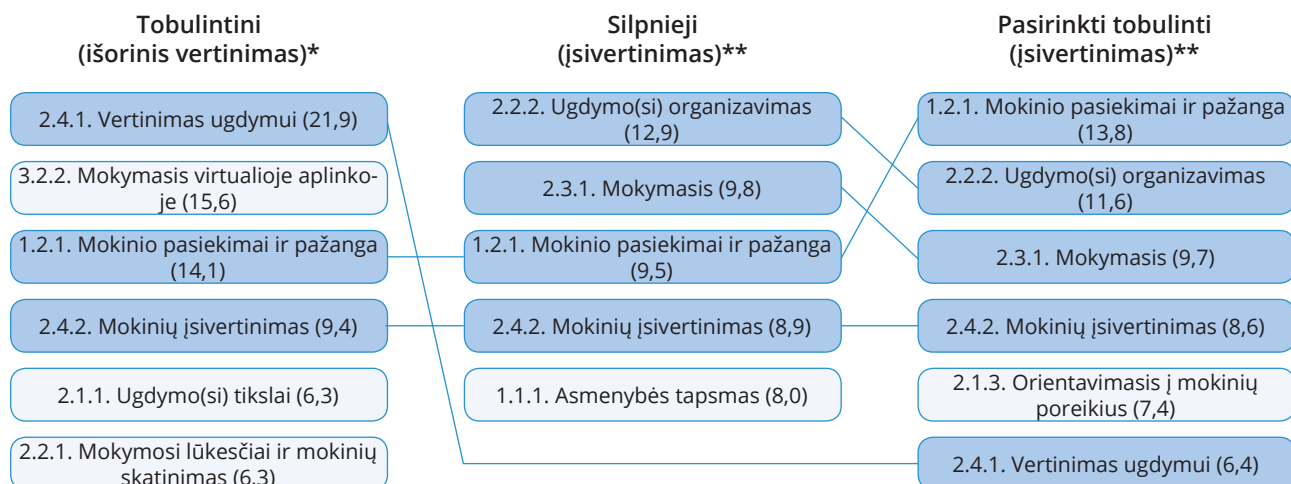 Tobulintini
(išorinis vertinimas)*
2.4.1. Vertinimas ugdymui (21,9)
3.2.2. Mokymasis virtualioje aplinko-
je (15,6)
1.2.1. Mokinio pasiekimai ir pažanga
(14,1)
2.4.2. Mokinių įsivertinimas (9,4)
2.1.1. Ugdymo(si) tikslai (6,3)
2.2.1. Mokymosi lūkesčiai ir mokinių
skatinimas (6,3)
Silpnieji
(įsivertinimas)**
2.2.2. Ugdymo(si) organizavimas
(12,9)
2.3.1. Mokymasis (9,8)
1.2.1. Mokinio pasiekimai ir pažanga
(9,5)
2.4.2. Mokinių įsivertinimas (8,9)
1.1.1. Asmenybės tapsmas (8,0)
Pasirinkti tobulinti
(įsivertinimas)**
1.2.1. Mokinio pasiekimai ir pažanga
(13,8)
2.2.2. Ugdymo(si) organizavimas
(11,6)
2.3.1. Mokymasis (9,7)
2.4.2. Mokinių įsivertinimas (8,6)
2.1.3. Orientavimasis į mokinių
poreikius (7,4)
2.4.1. Vertinimas ugdymui (6,4)